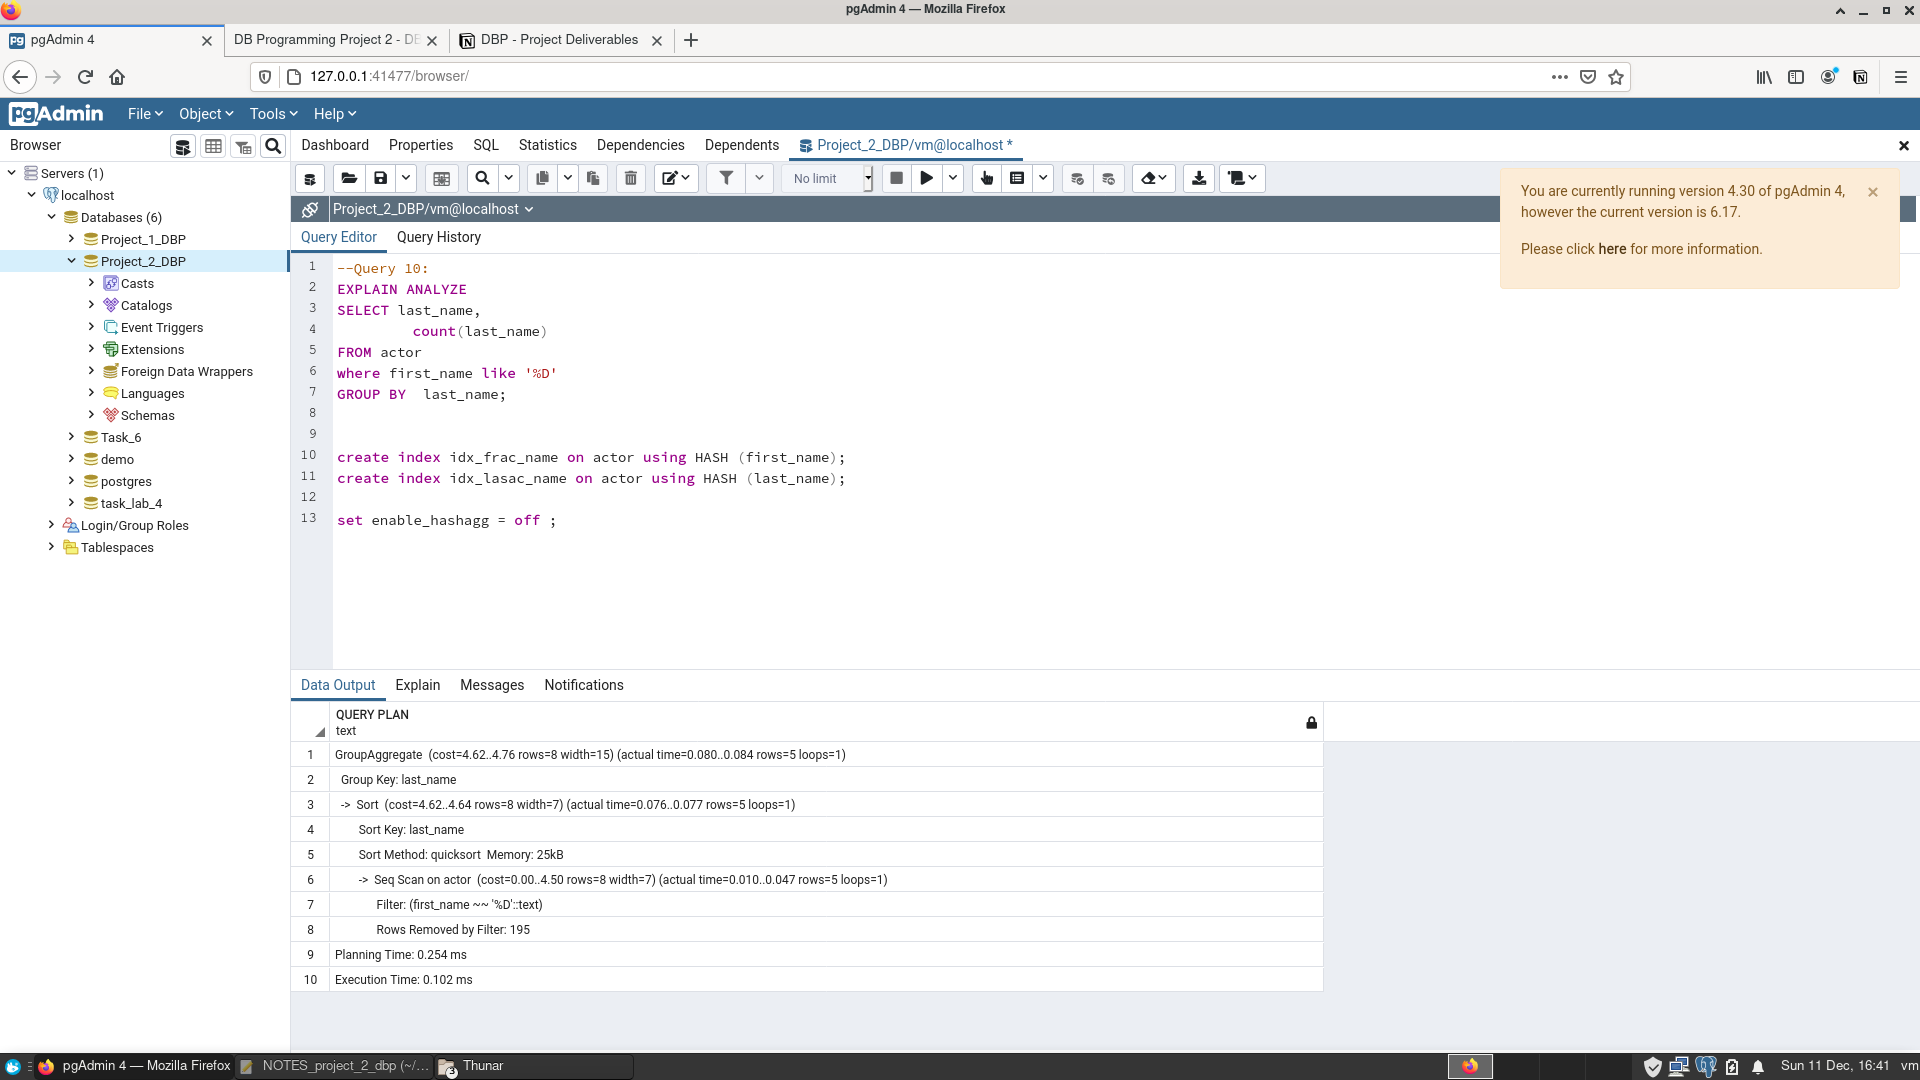 pgAdmin 4 — Mozilla Firefox
pgAdmin 4
DB Programming Project 2 - DB
DBP - Project Deliverables
127.0.0.1:41477/browser/
pgAdmin
File
Object
Tools
Help
Browser
Dashboard
Properties
SQL
Statistics
Dependencies
Dependents
Project_2_DBP/vm@localhost *
Servers (1)
localhost
Databases (6)
Project_1_DBP
Project_2_DBP
Casts
Catalogs
Event Triggers
Extensions
Foreign Data Wrappers
Languages
Schemas
Task_6
demo
postgres
task_lab_4
Login/Group Roles
Tablespaces
No limit
Project_2_DBP/vm@localhost
You are currently running version 4.30 of pgAdmin 4,
however the current version is 6.17.
Please click here for more information.
Query Editor
Query History
1 --Query 10:
2 EXPLAIN ANALYZE
3 SELECT last_name,
4 count(last_name)
5 FROM actor
6 where first_name like '%D'
7 GROUP BY  last_name;
8
9
10 create index idx_frac_name on actor using HASH (first_name);
11 create index idx_lasac_name on actor using HASH (last_name);
12
13 set enable_hashagg = off ;
Data Output
Explain
Messages
Notifications
QUERY PLAN
text
1 GroupAggregate  (cost=4.62..4.76 rows=8 width=15) (actual time=0.080..0.084 rows=5 loops=1)
2 Group Key: last_name
3 ->  Sort  (cost=4.62..4.64 rows=8 width=7) (actual time=0.076..0.077 rows=5 loops=1)
4 Sort Key: last_name
5 Sort Method: quicksort  Memory: 25kB
6 ->  Seq Scan on actor  (cost=0.00..4.50 rows=8 width=7) (actual time=0.010..0.047 rows=5 loops=1)
7 Filter: (first_name ~~ '%D'::text)
8 Rows Removed by Filter: 195
9 Planning Time: 0.254 ms
10 Execution Time: 0.102 ms
pgAdmin 4 — Mozilla Firefox
NOTES_project_2_dbp (~/...
3
Thunar
Sun 11 Dec, 16:41
vm